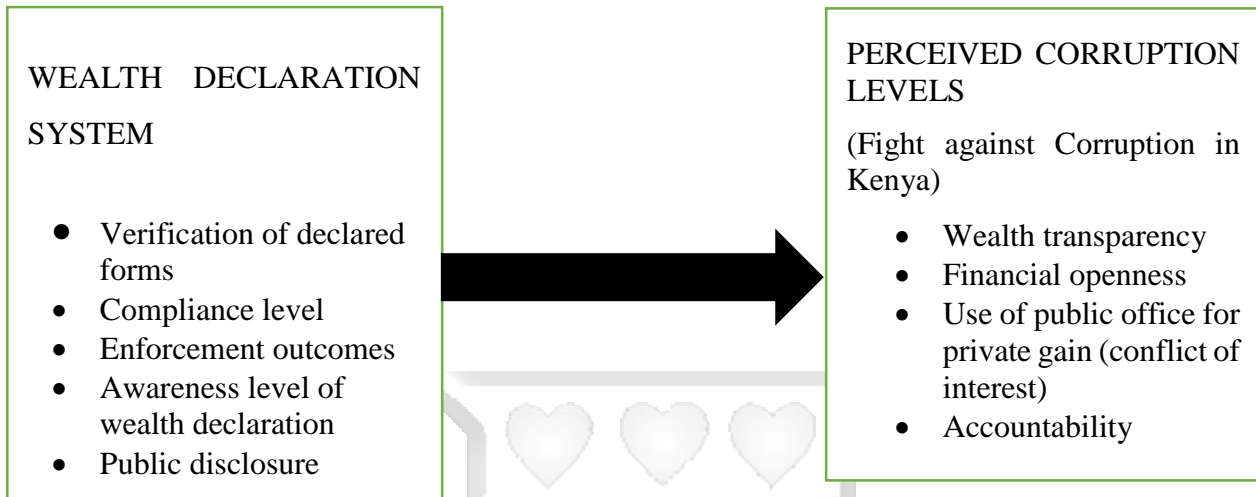 WEALTH DECLARATION
SYSTEM
• Verification of declared
forms
• Compliance level
• Enforcement outcomes
• Awareness level of
wealth declaration
• Public disclosure
PERCEIVED CORRUPTION
LEVELS
(Fight against Corruption in
Kenya)
• Wealth transparency
• Financial openness
• Use of public office for
private gain (conflict of
interest)
• Accountability